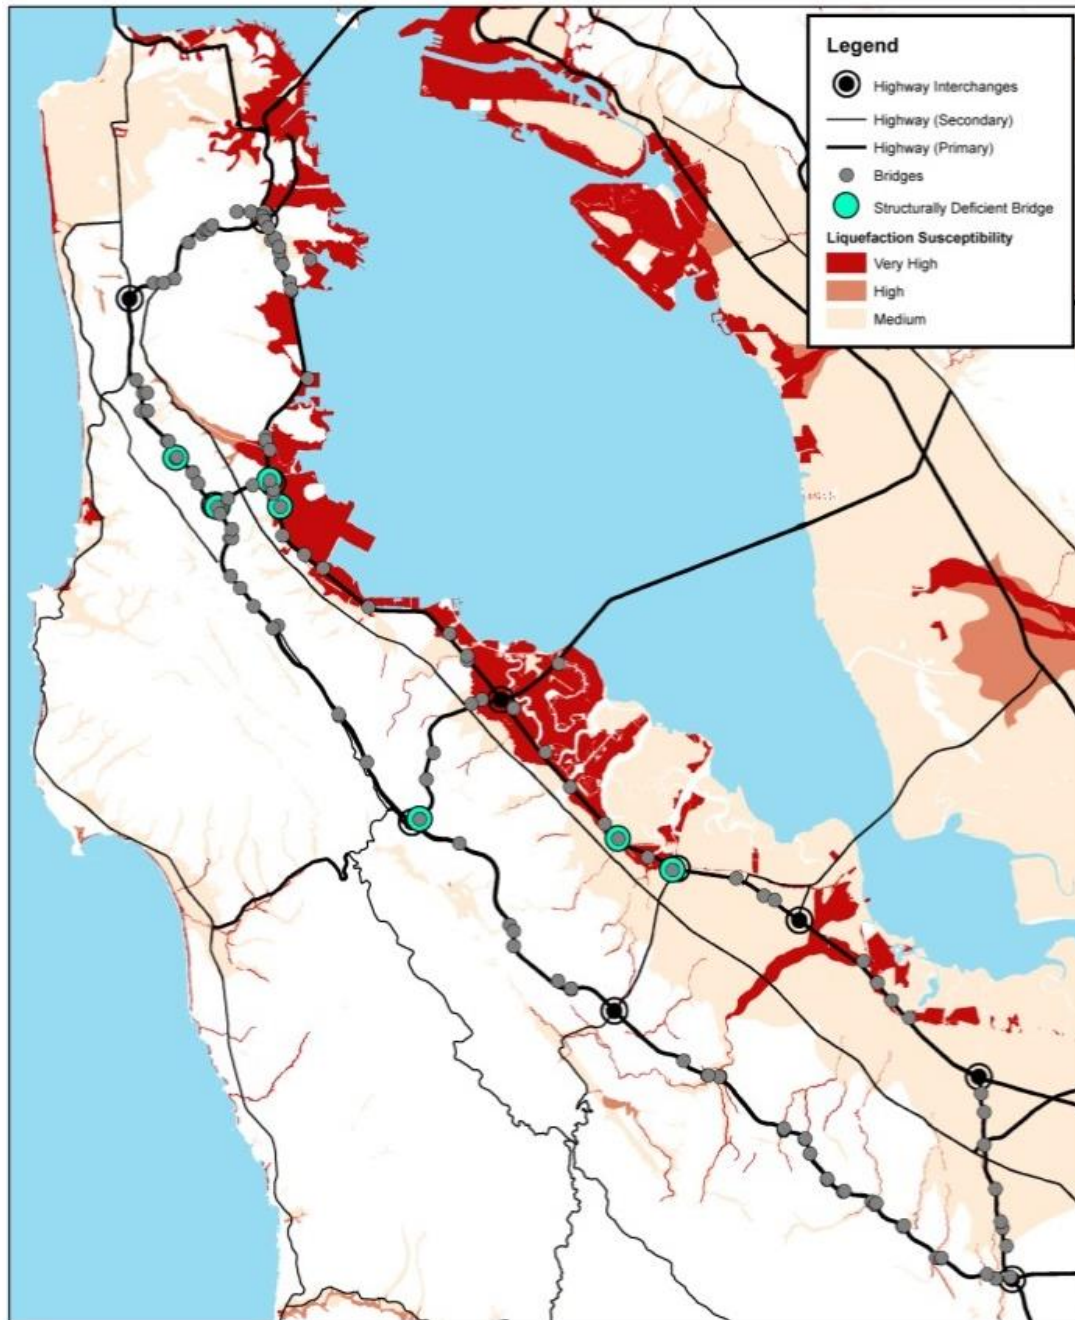 Legend
Highway Interchanges
Highway (Secondary)
Highway (Primary)
Bridges
Structurally Deficient Bridge
Liquefaction Susceptibility
Very High
High
Medium